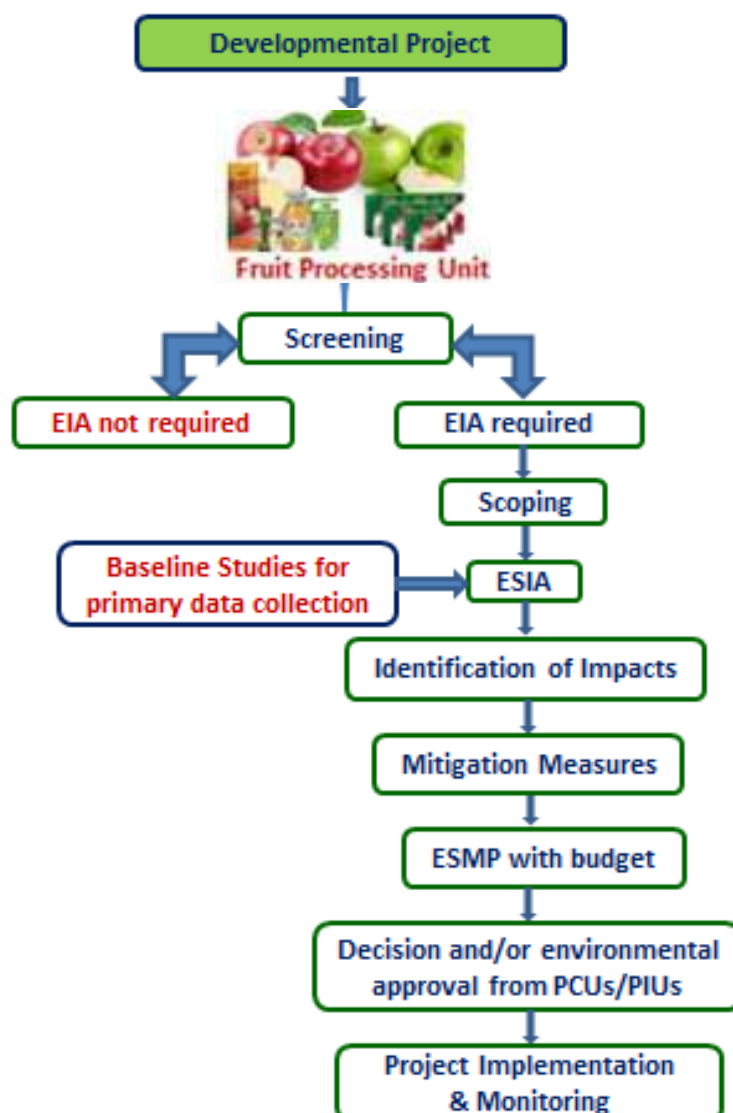 Developmental Project
Fruit Processing Unit
Screening
EIA not required
EIA required
Scoping
Baseline Studies for
primary data collection
ESIA
Identification of Impacts
Mitigation Measures
ESMP with budget
Decision and/or environmental
approval from PCUs/PIUs
Project Implementation
& Monitoring